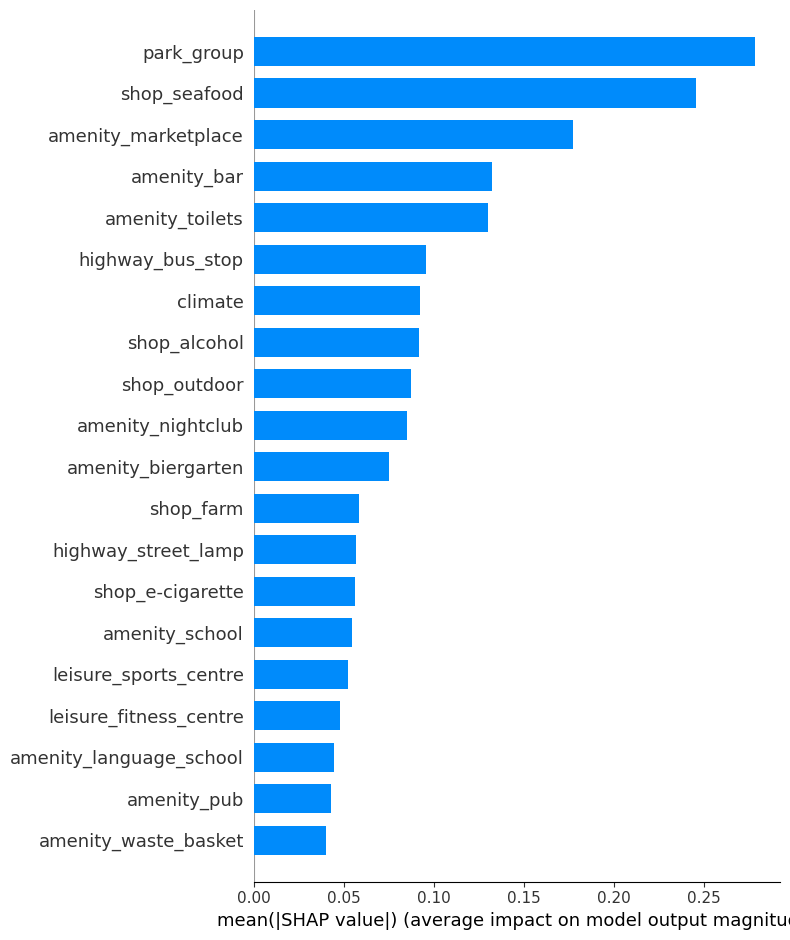 park_group
shop_seafood
amenity_marketplace
amenity_bar
amenity_toilets
highway_bus_stop
climate
shop_alcohol
shop_outdoor
amenity_nightclub
amenity_biergarten
shop_farm
highway_street_lamp
shop_e-cigarette
amenity_school
leisure_sports_centre
leisure_fitness_centre
amenity_language_school
amenity_pub
amenity_waste_basket
0.00 0.05 0.10 0.15 0.20 0.25
mean(|SHAP value|) (average impact on model output